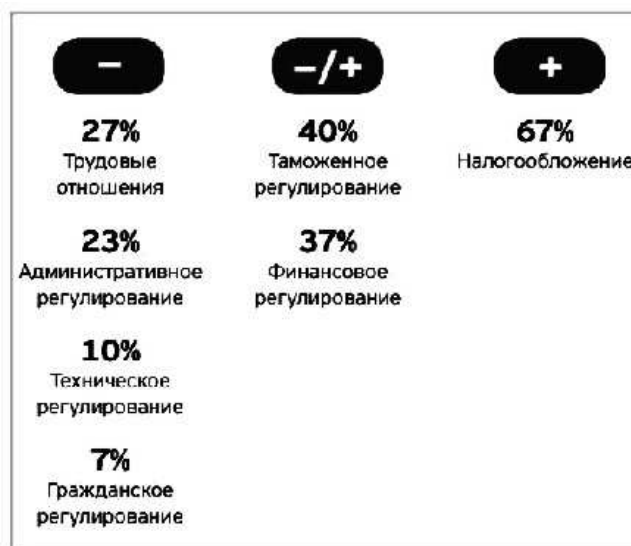 –
27%
Трудовые
отношения
23%
Административное
регулирование
10%
Техническое
регулирование
7%
Гражданское
регулирование
–/+
40%
Таможенное
регулирование
37%
Финансовое
регулирование
+
67%
Налогообложение